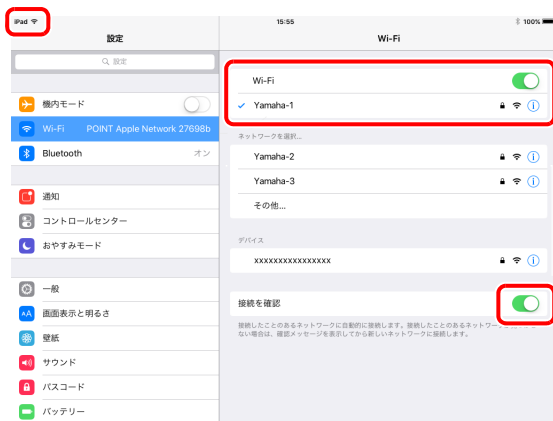 iPad
15:55
100%
設定
Wi-Fi
設定
機内モード
Wi-Fi POINT Apple Network 27698b
Bluetooth オン
通知
コントロールセンター
おやすみモード
一般
画面表示と明るさ
壁紙
サウンド
パスコード
バッテリー
Wi-Fi
Yamaha-1
ネットワークを選択...
Yamaha-2
Yamaha-3
その他...
デバイス
xxxxxxxxxxxxxxxx
接続を確認
接続したことのあるネットワークに自動的に接続します。接続したことのあるネットワーク
ない場合は、確認メッセージを表示してから新しいネットワークに接続します。